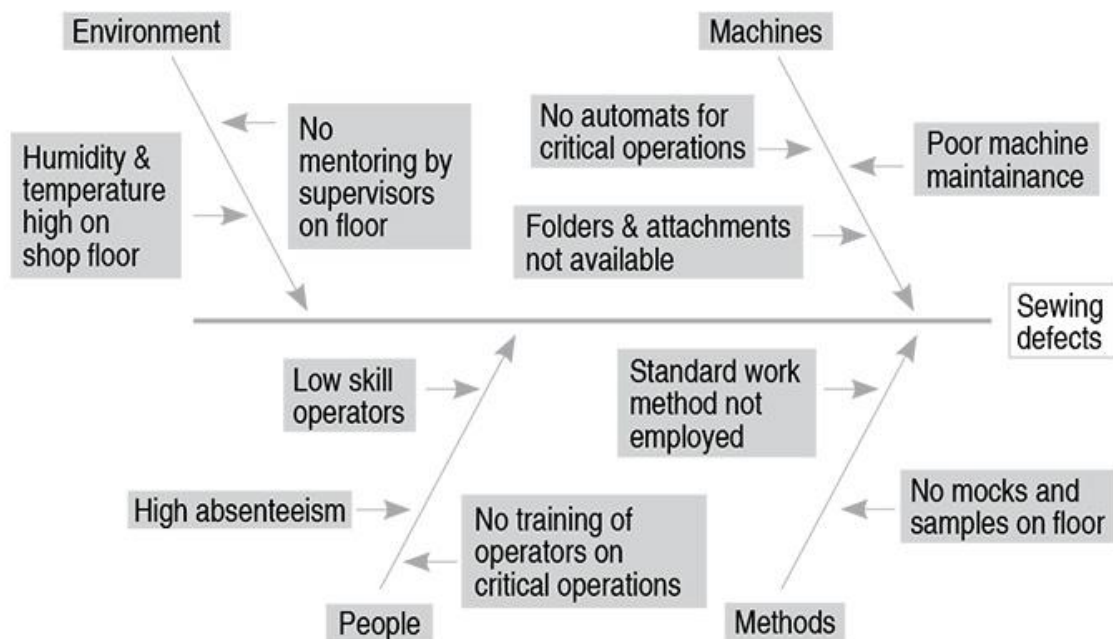 Environment
Machines
No
mentoring by
supervisors
on floor
Humidity &
temperature
high on
shop floor
No automats for
critical operations
Poor machine
maintainance
Folders & attachments
not available
Sewing
defects
Low skill
operators
Standard work
method not
employed
High absenteeism
No training of
operators on
critical operations
No mocks and
samples on floor
People
Methods